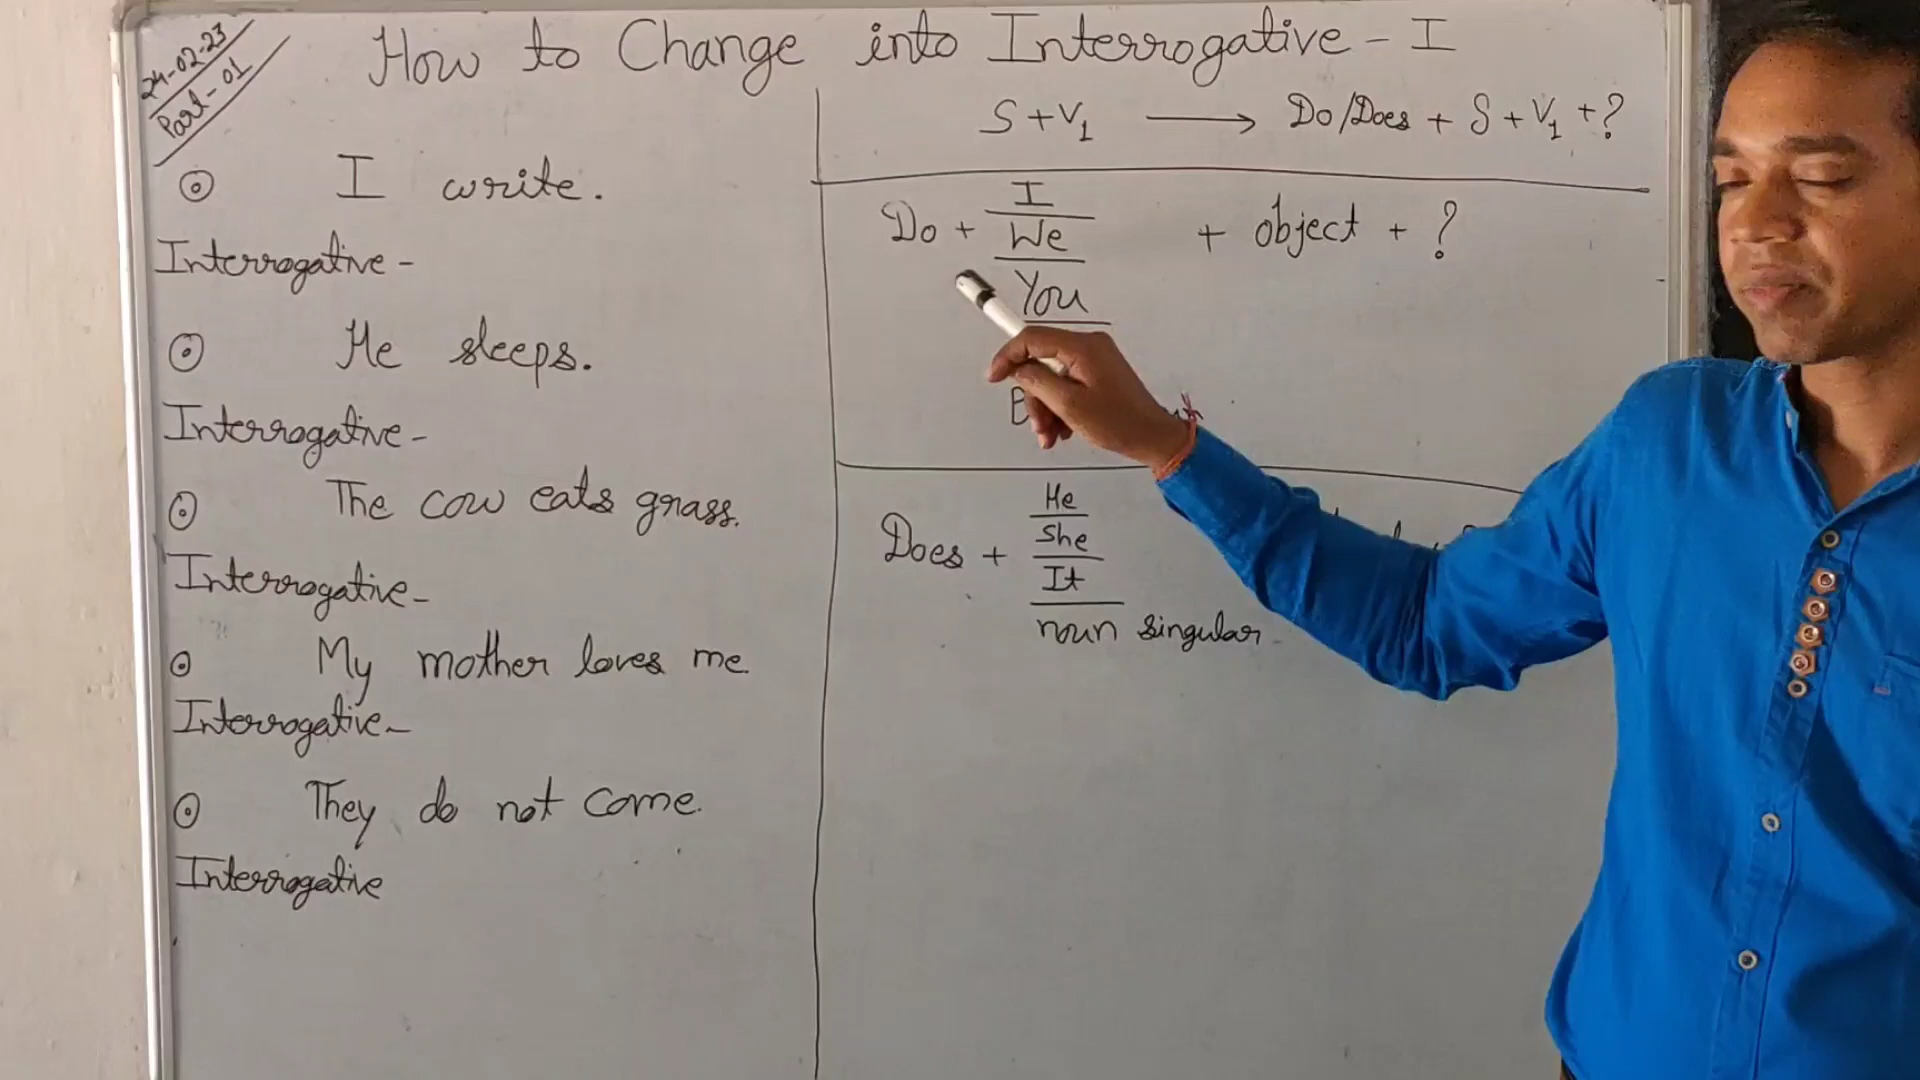 24-02-23
Part-01
How to Change into Interrogative - I
I write.
Interrogative -
He sleeps.
Interrogative -
The cow eats grass.
Interrogative -
My mother loves me
Interrogative -
They do not come.
Interrogative
S + V1 → Do/Does + S + V1 + ?
Do + I
We
You
+ object + ?
Does + He
She
It
noun singular